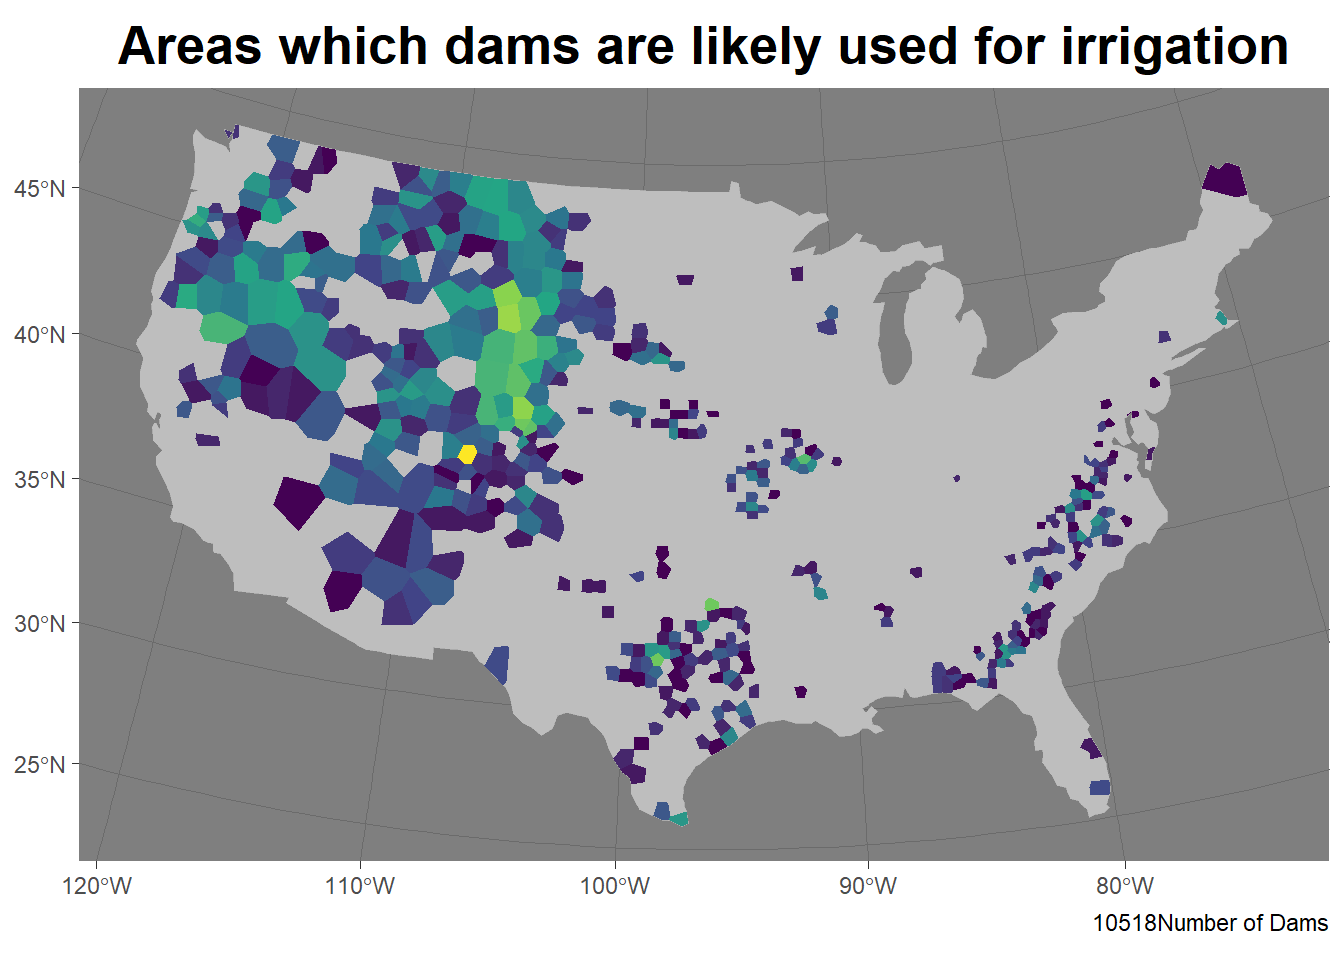 Areas which dams are likely used for irrigation
45°N
40°N
35°N
30°N
25°N
120°W
110°W
100°W
90°W
80°W
10518Number of Dams